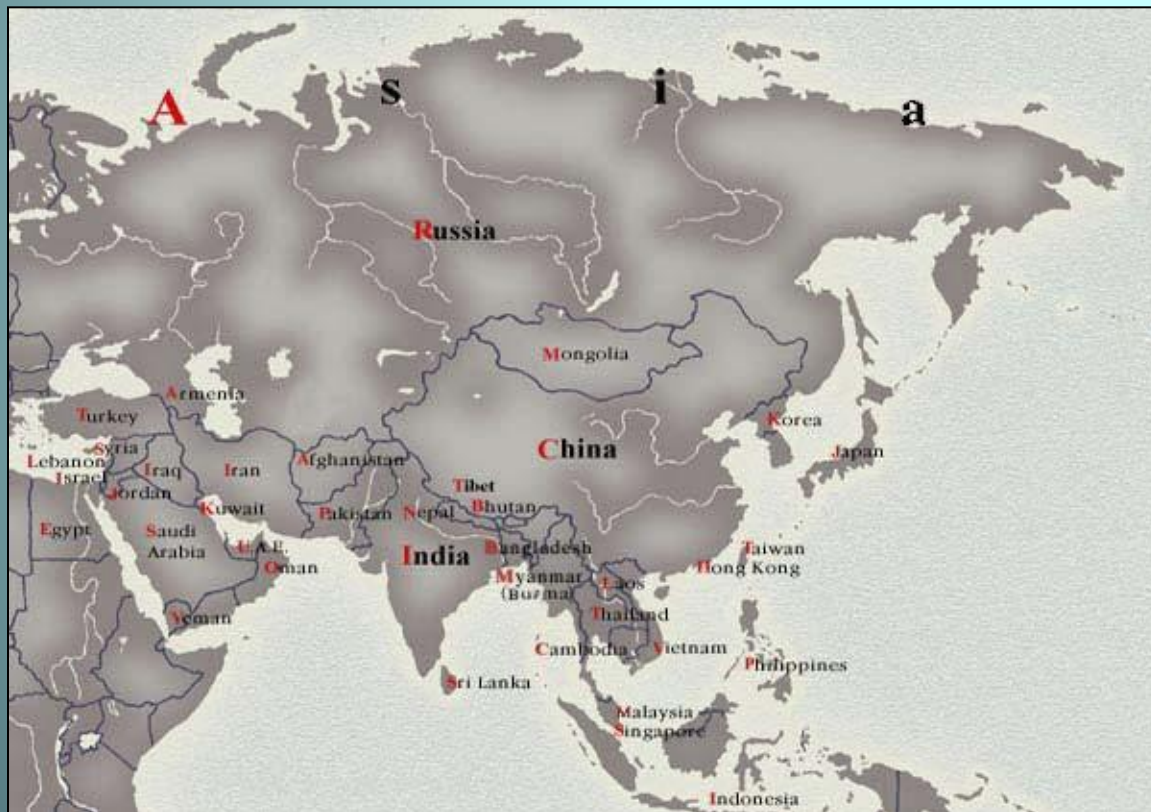 A s i a
Russia
Mongolia
Armenia
Turkey
Korea
Japan
China
Syria
Lebanon
Israel
Iraq
Iran
Afghanistan
Jordan
Tibet
Kuwait
Pakistan
Nepal
Bhutan
Egypt
Saudi
Arabia
U.A.E.
Oman
India
Bangladesh
Taiwan
Hong Kong
Myanmar
(Burma)
Laos
Yeman
Thailand
Cambodia
Vietnam
Philippines
Sri Lanka
Malaysia
Singapore
Indonesia